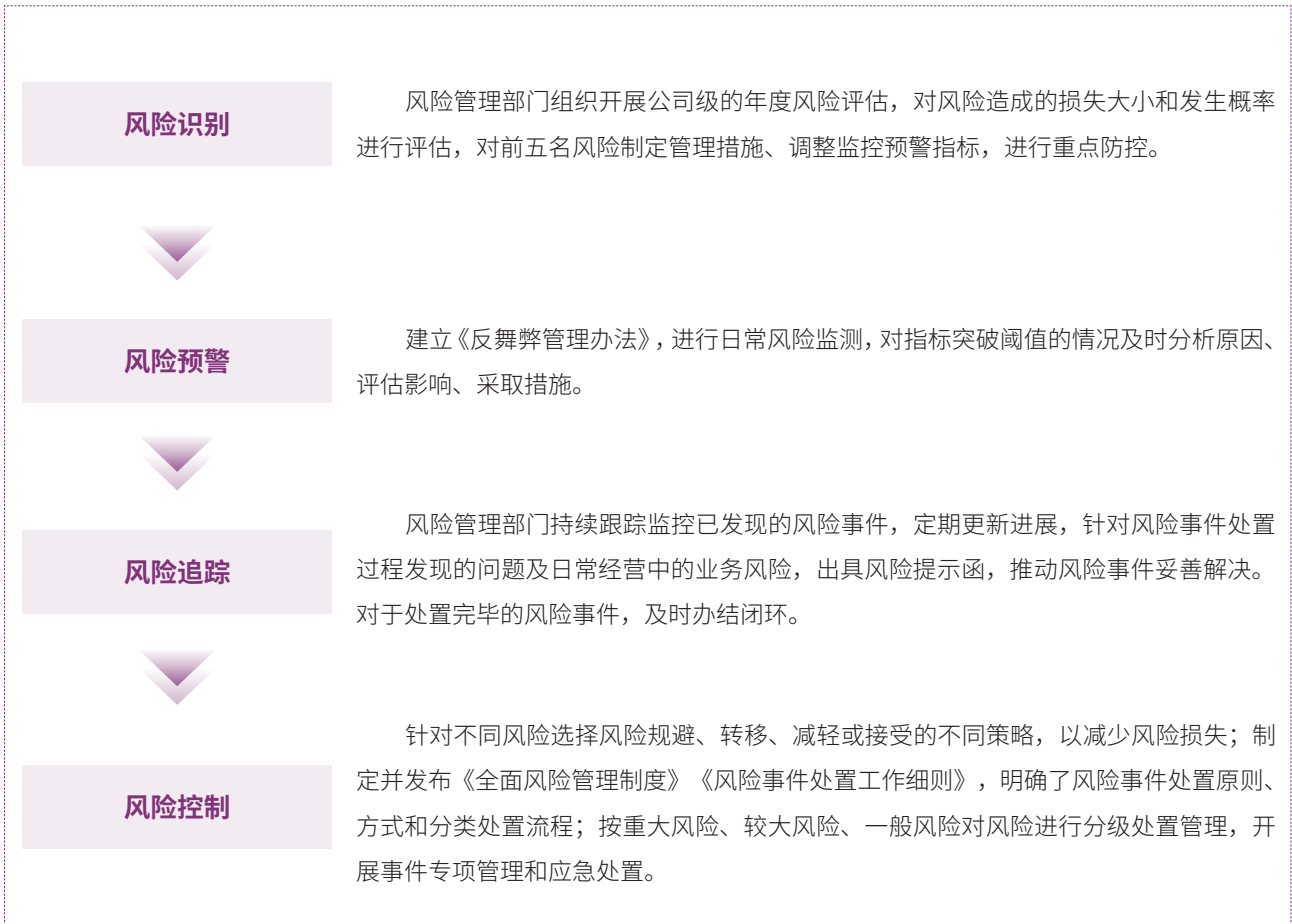 风险识别
风险管理部门组织开展公司级的年度风险评估，对风险造成的损失大小和发生概率
进行评估，对前五名风险制定管理措施、调整监控预警指标，进行重点防控。
风险预警
建立《反舞弊管理办法》，进行日常风险监测，对指标突破阈值的情况及时分析原因、
评估影响、采取措施。
风险追踪
风险管理部门持续跟踪监控已发现的风险事件，定期更新进展，针对风险事件处置
过程发现的问题及日常经营中的业务风险，出具风险提示函，推动风险事件妥善解决。
对于处置完毕的风险事件，及时办结闭环。
风险控制
针对不同风险选择风险规避、转移、减轻或接受的不同策略，以减少风险损失；制
定并发布《全面风险管理制度》《风险事件处置工作细则》，明确了风险事件处置原则、
方式和分类处置流程；按重大风险、较大风险、一般风险对风险进行分级处置管理，开
展事件专项管理和应急处置。